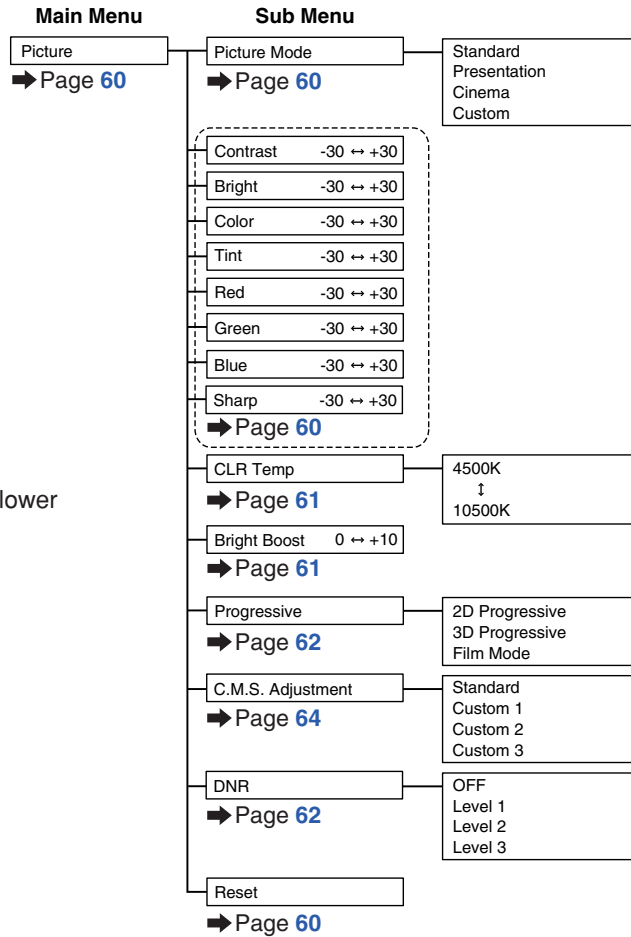 Main Menu
Sub Menu
Picture
➡ Page 60
Picture Mode
➡ Page 60
Standard
Presentation
Cinema
Custom
Contrast -30 ↔ +30
Bright -30 ↔ +30
Color -30 ↔ +30
Tint -30 ↔ +30
Red -30 ↔ +30
Green -30 ↔ +30
Blue -30 ↔ +30
Sharp -30 ↔ +30
➡ Page 60
lower
CLR Temp
➡ Page 61
4500K
↕
10500K
Bright Boost 0 ↔ +10
➡ Page 61
Progressive
➡ Page 62
2D Progressive
3D Progressive
Film Mode
C.M.S. Adjustment
➡ Page 64
Standard
Custom 1
Custom 2
Custom 3
DNR
➡ Page 62
OFF
Level 1
Level 2
Level 3
Reset
➡ Page 60